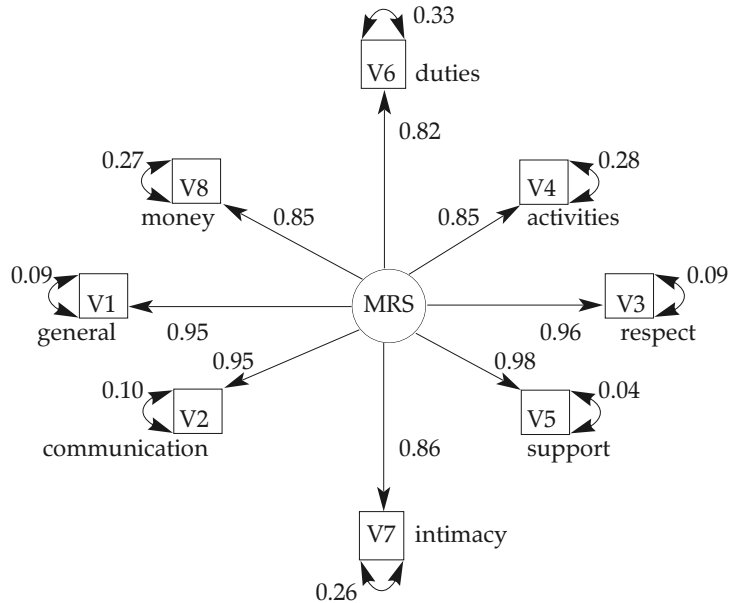 0.33
V6 duties
0.82
0.27
V8
money
0.85
0.28
V4
activities
0.85
0.09
V1
general
0.95
MRS
0.09
V3
respect
0.96
0.95
0.10
V2
communication
0.98
0.04
V5
support
0.86
V7 intimacy
0.26